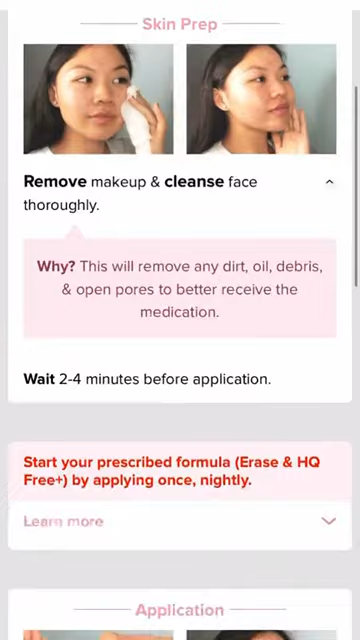 Skin Prep
Remove makeup & cleanse face
thoroughly.
Why? This will remove any dirt, oil, debris,
& open pores to better receive the
medication.
Wait 2-4 minutes before application.
Start your prescribed formula (Erase & HQ
Free+) by applying once, nightly.
Learn more
Application